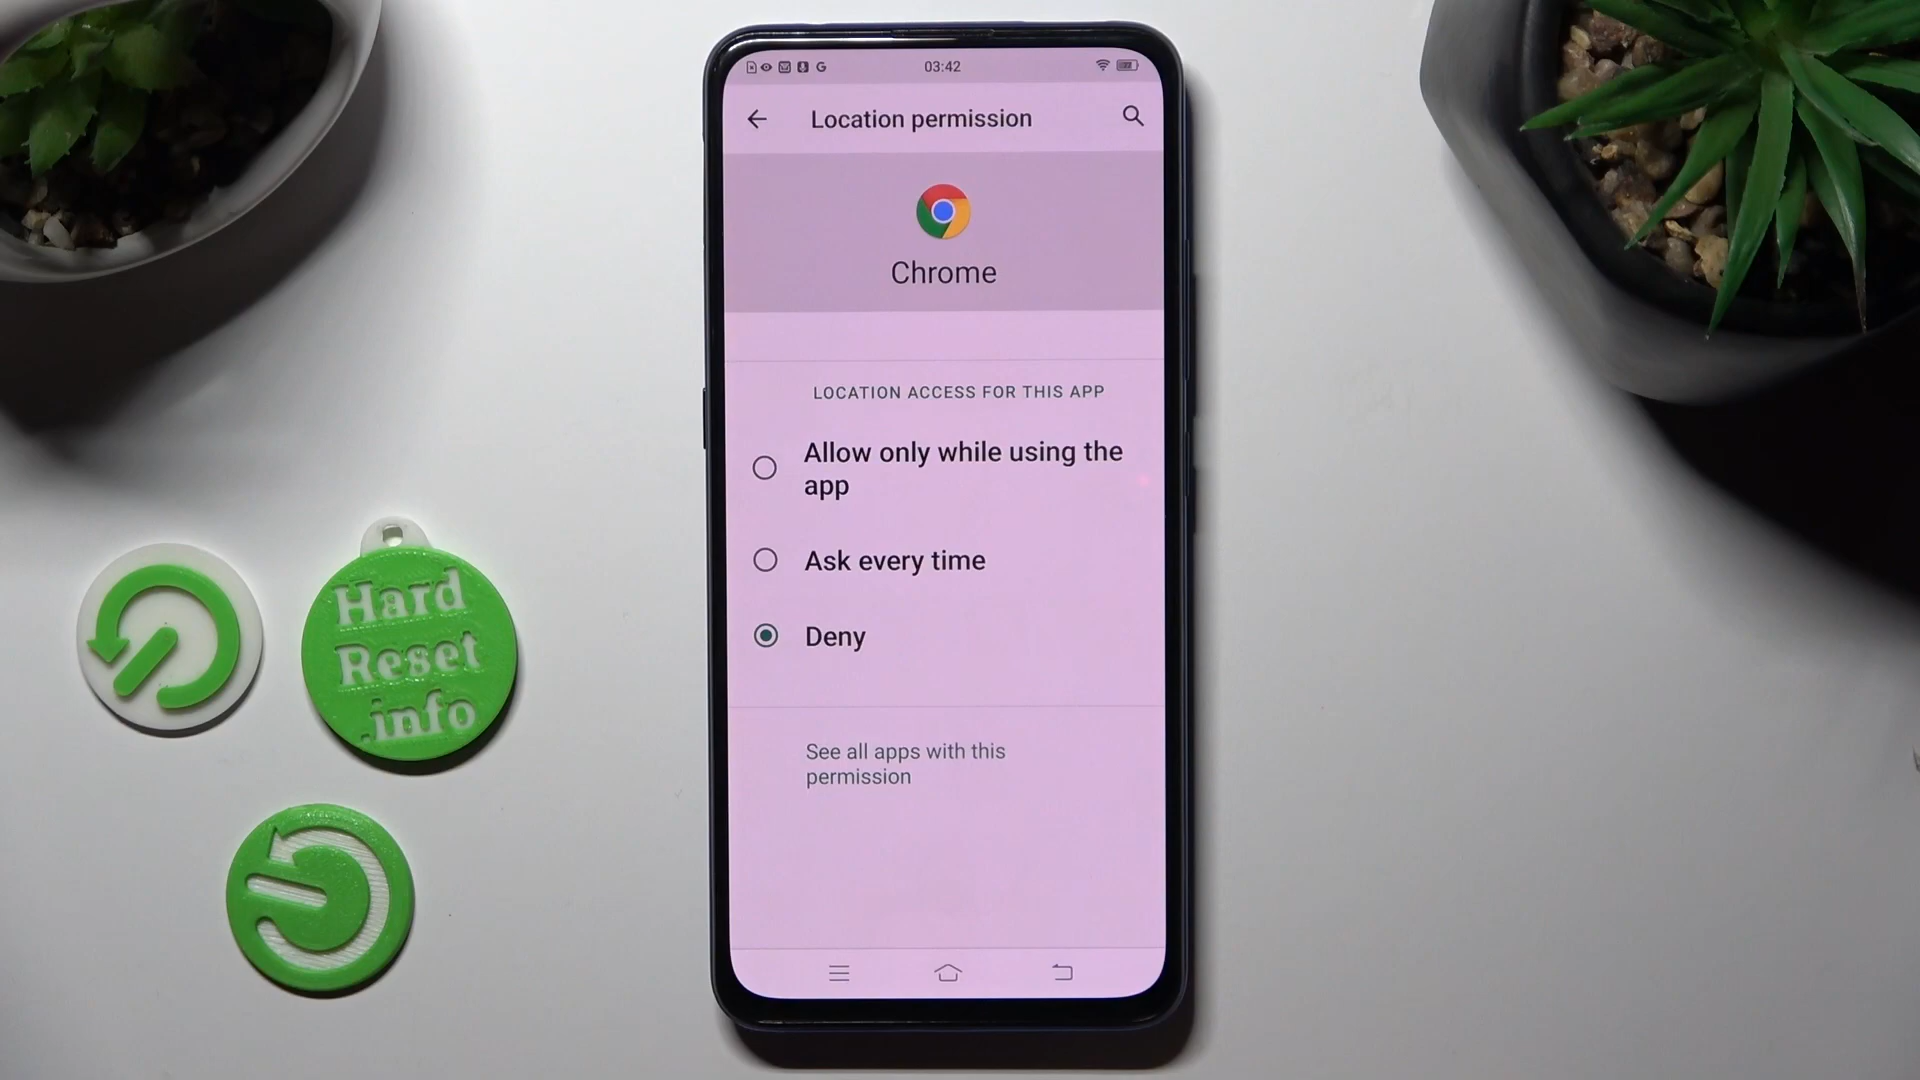 03:42
Location permission
Chrome
LOCATION ACCESS FOR THIS APP
Allow only while using the
app
Ask every time
Deny
See all apps with this
permission
Hard
Reset
.info